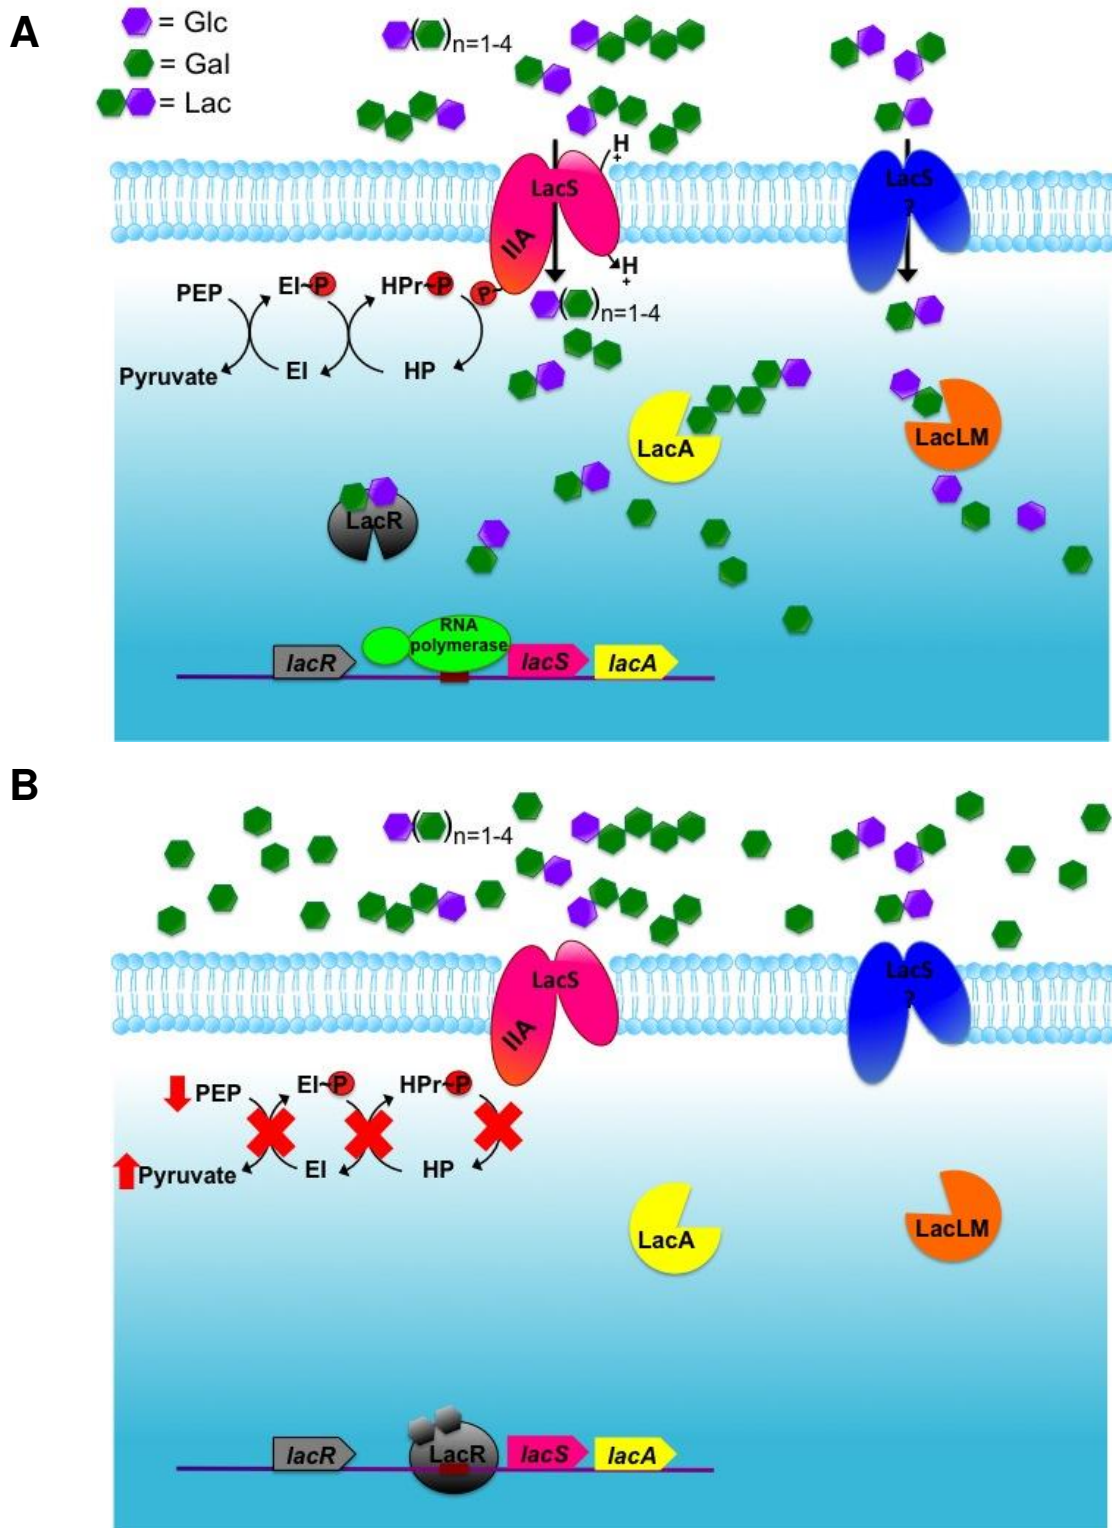 A
= Glc
= Gal
= Lac
( )n=1-4
H
+
LacS
IIA
H
+
LacS
?
PEP
EI~P
HPr~P
P
( )n=1-4
Pyruvate
EI
HP
LacA
LacLM
LacR
RNA
polymerase
lacR
lacS
lacA
B
( )n=1-4
LacS
IIA
LacS
?
PEP
EI~P
HPr~P
Pyruvate
EI
HP
LacA
LacLM
lacR
LacR
lacS
lacA